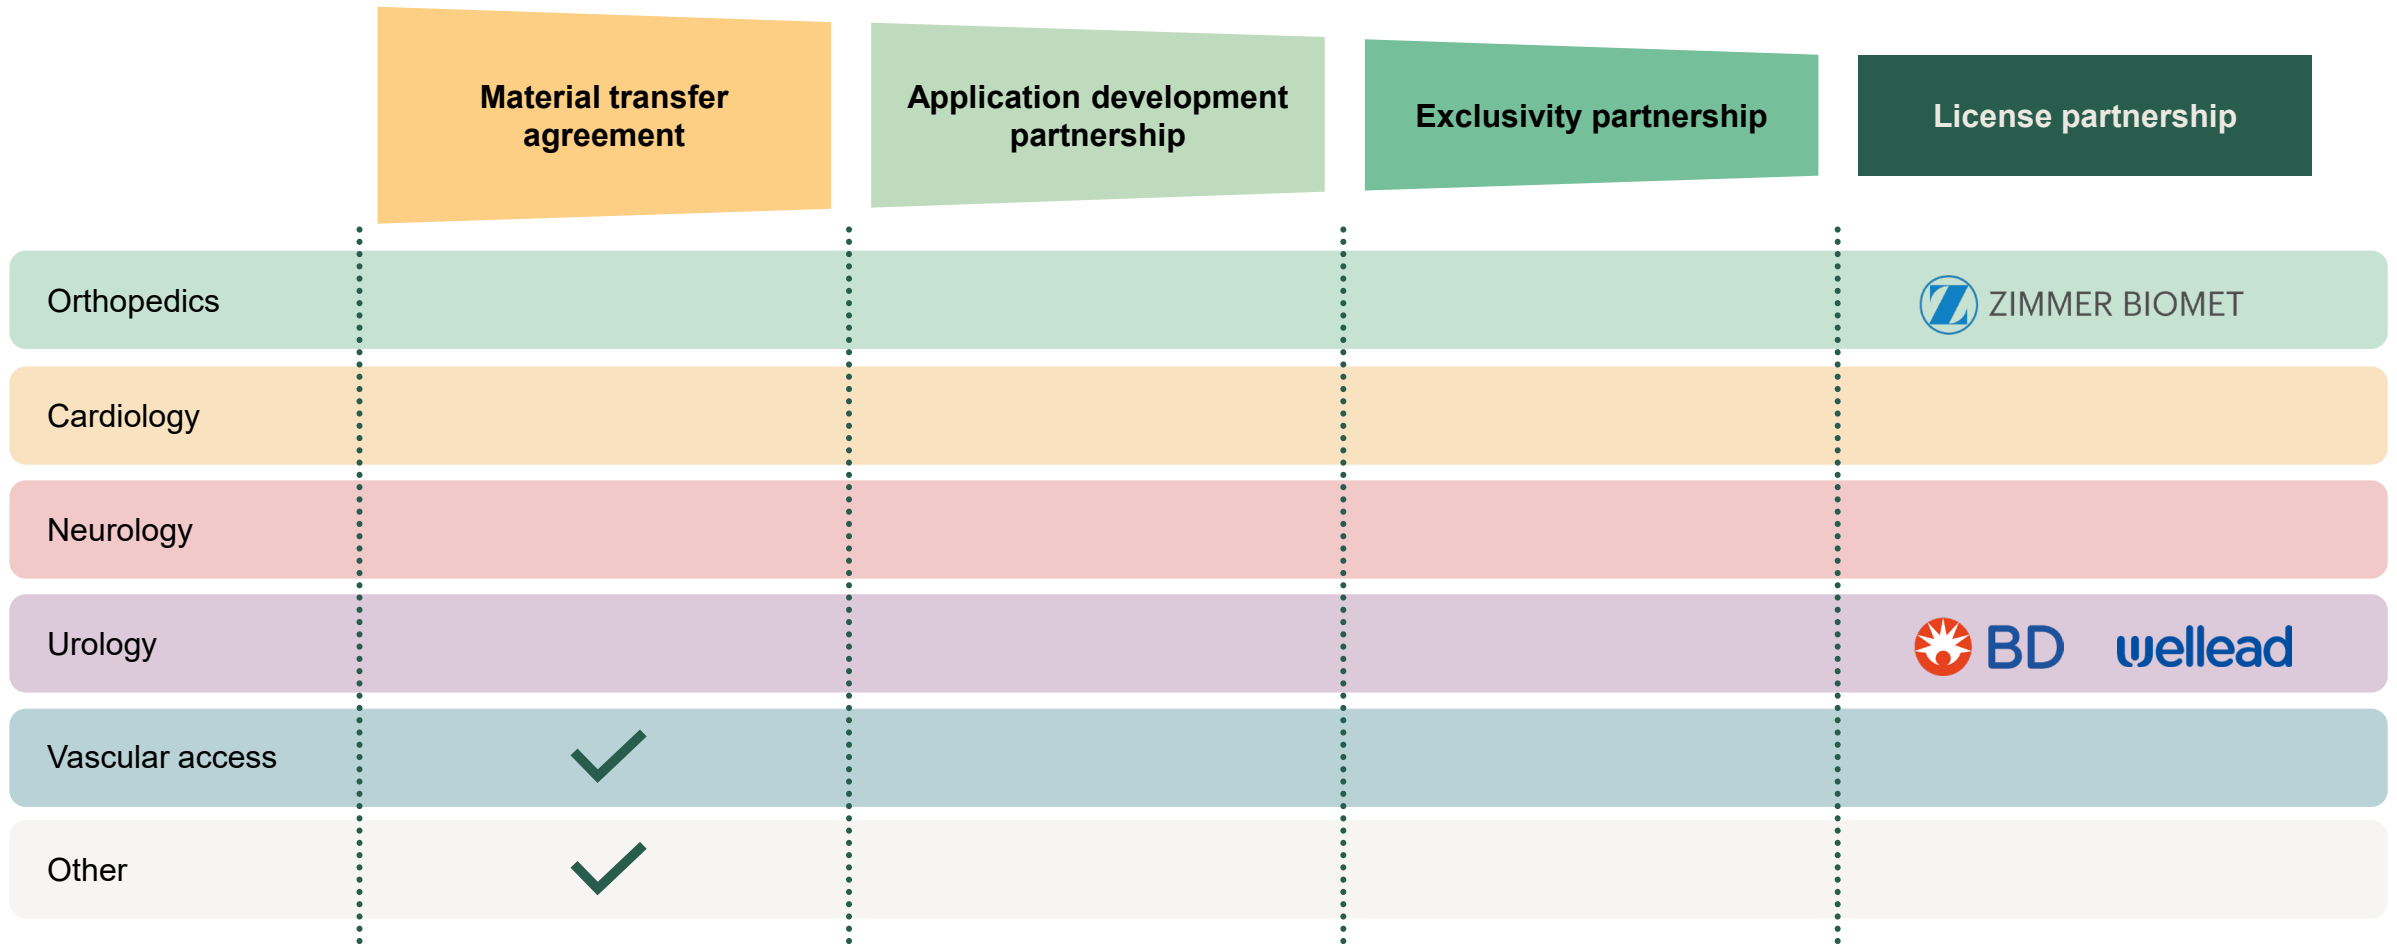 Material transfer
agreement
Application development
partnership
Exclusivity partnership
License partnership
Orthopedics
ZIMMER BIOMET
Cardiology
Neurology
Urology
BD
wellead
Vascular access
Other